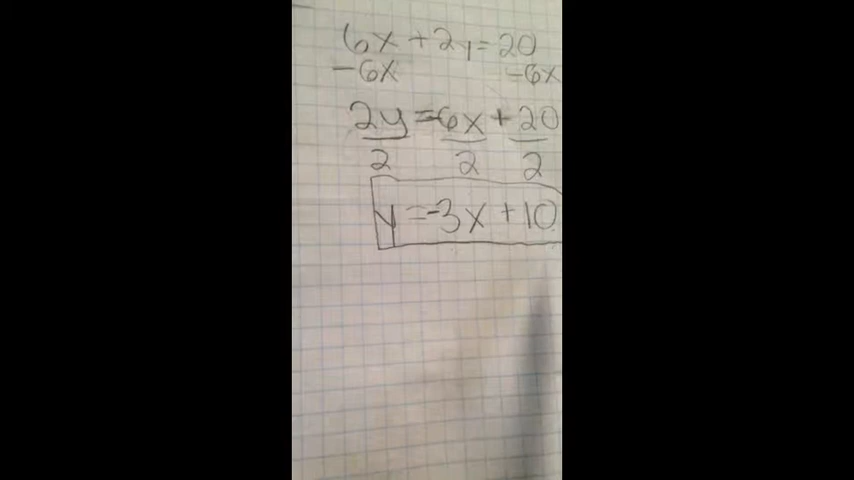 6x + 2y = 20
-6x -6x
2y = -6x + 20
2 2 2
y = -3x + 10